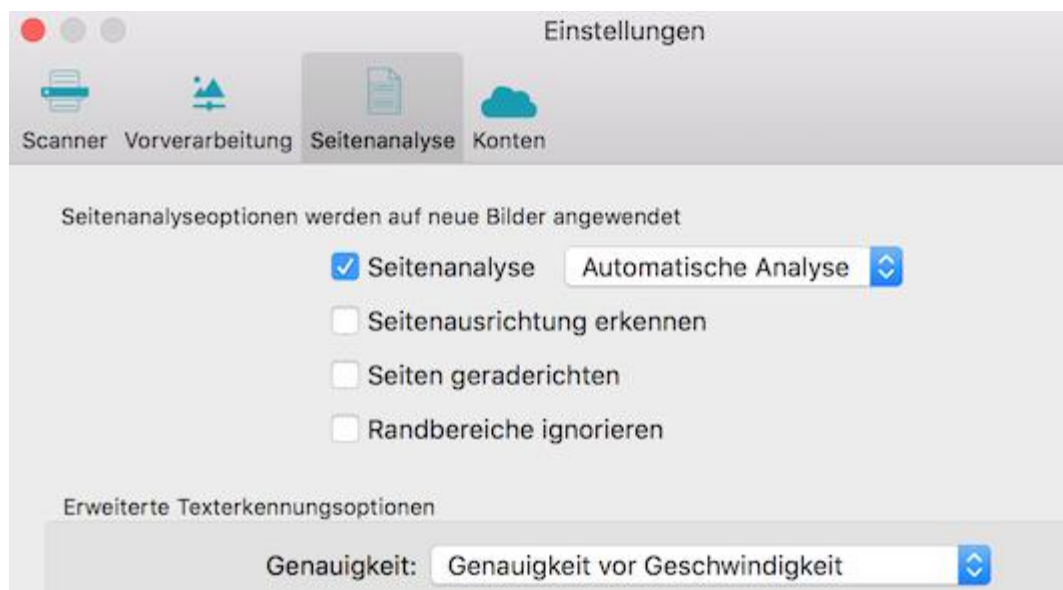 Einstellungen
Scanner Vorverarbeitung Seitenanalyse Konten
Seitenanalyseoptionen werden auf neue Bilder angewendet
Seitenanalyse Automatische Analyse
Seitenausrichtung erkennen
Seiten geraderichten
Randbereiche ignorieren
Erweiterte Texterkennungsoptionen
Genauigkeit: Genauigkeit vor Geschwindigkeit